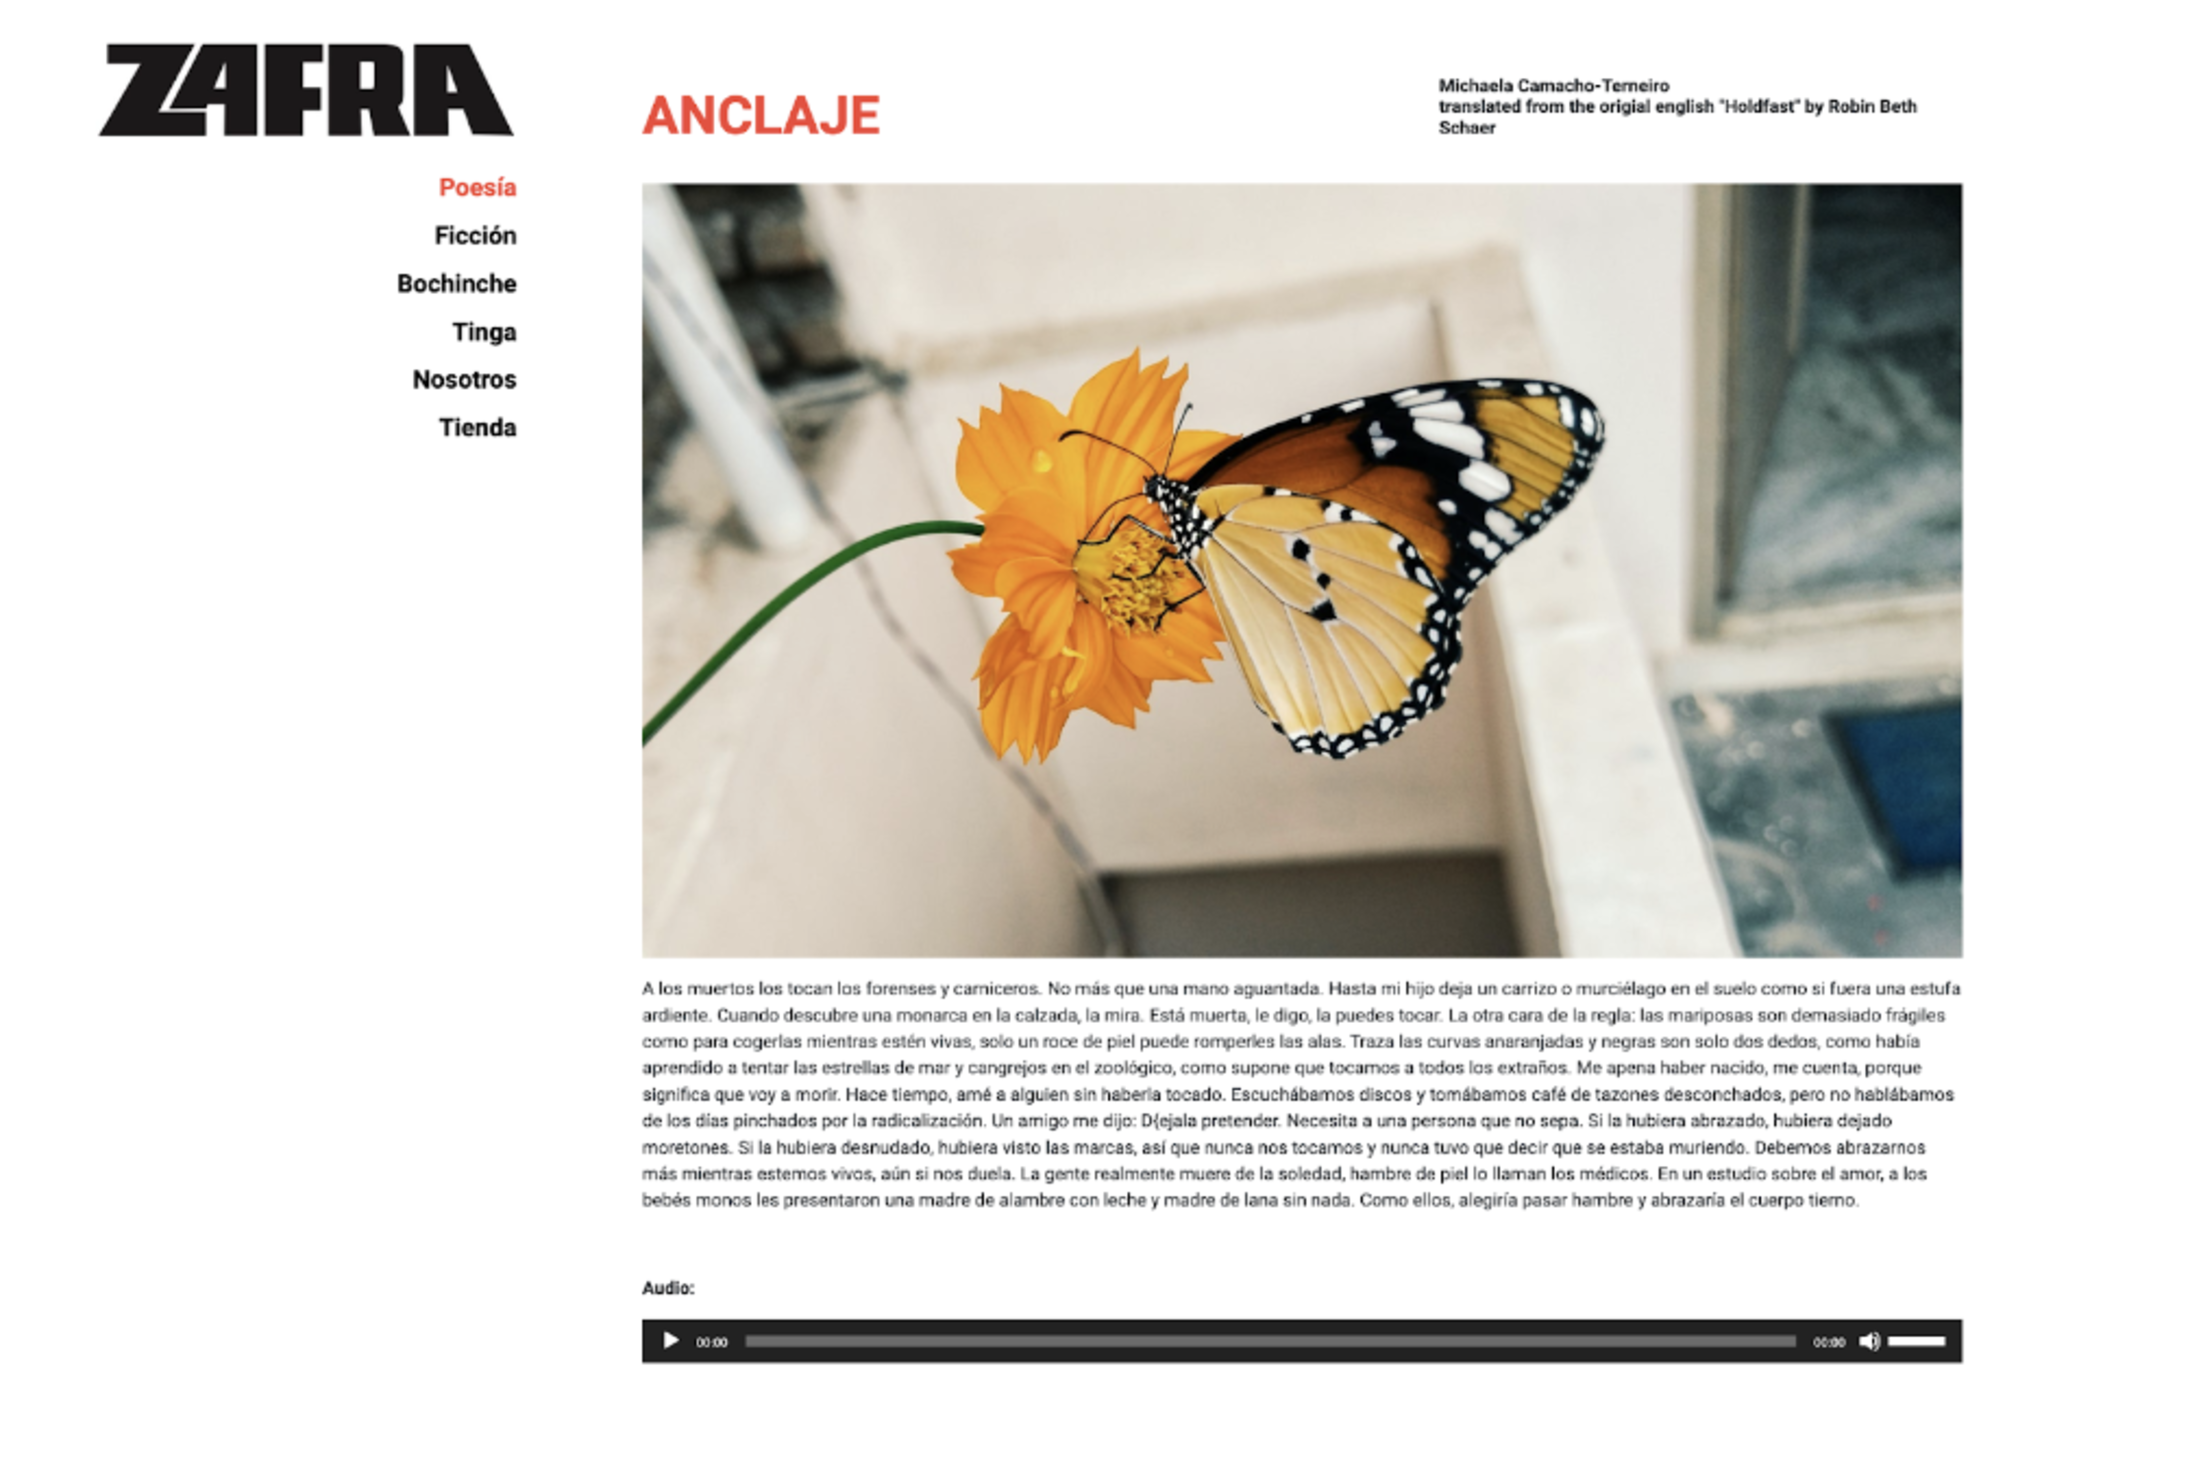 ZAFRA
Poesía
Ficción
Bochinche
Tinga
Nosotros
Tienda
ANCLAJE
Michaela Camacho-Terneiro
translated from the origial english "Holdfast" by Robin Beth
Schaer
A los muertos los tocan los forenses y carniceros. No más que una mano aguantada. Hasta mi hijo deja un carrizo o murciélago en el suelo como si fuera una estufa
ardiente. Cuando descubre una monarca en la calzada, la mira. Está muerta, le digo, la puedes tocar. La otra cara de la regla: las mariposas son demasiado frágiles
como para cogerlas mientras estén vivas, solo un roce de piel puede romperles las alas. Traza las curvas anaranjadas y negras son solo dos dedos, como había
aprendido a tentar las estrellas de mar y cangrejos en el zoológico, como supone que tocamos a todos los extraños. Me apena haber nacido, me cuenta, porque
significa que voy a morir. Hace tiempo, amé a alguien sin haberla tocado. Escuchábamos discos y tomábamos café de tazones desconchados, pero no hablábamos
de los días pinchados por la radicalización. Un amigo me dijo: D{ejala pretender. Necesita a una persona que no sepa. Si la hubiera abrazado, hubiera dejado
moretones. Si la hubiera desnudado, hubiera visto las marcas, así que nunca nos tocamos y nunca tuvo que decir que se estaba muriendo. Debemos abrazarnos
más mientras estemos vivos, aún si nos duela. La gente realmente muere de la soledad, hambre de piel lo llaman los médicos. En un estudio sobre el amor, a los
bebés monos les presentaron una madre de alambre con leche y madre de lana sin nada. Como ellos, alegiría pasar hambre y abrazaría el cuerpo tierno.
Audio:
00:00 00:00